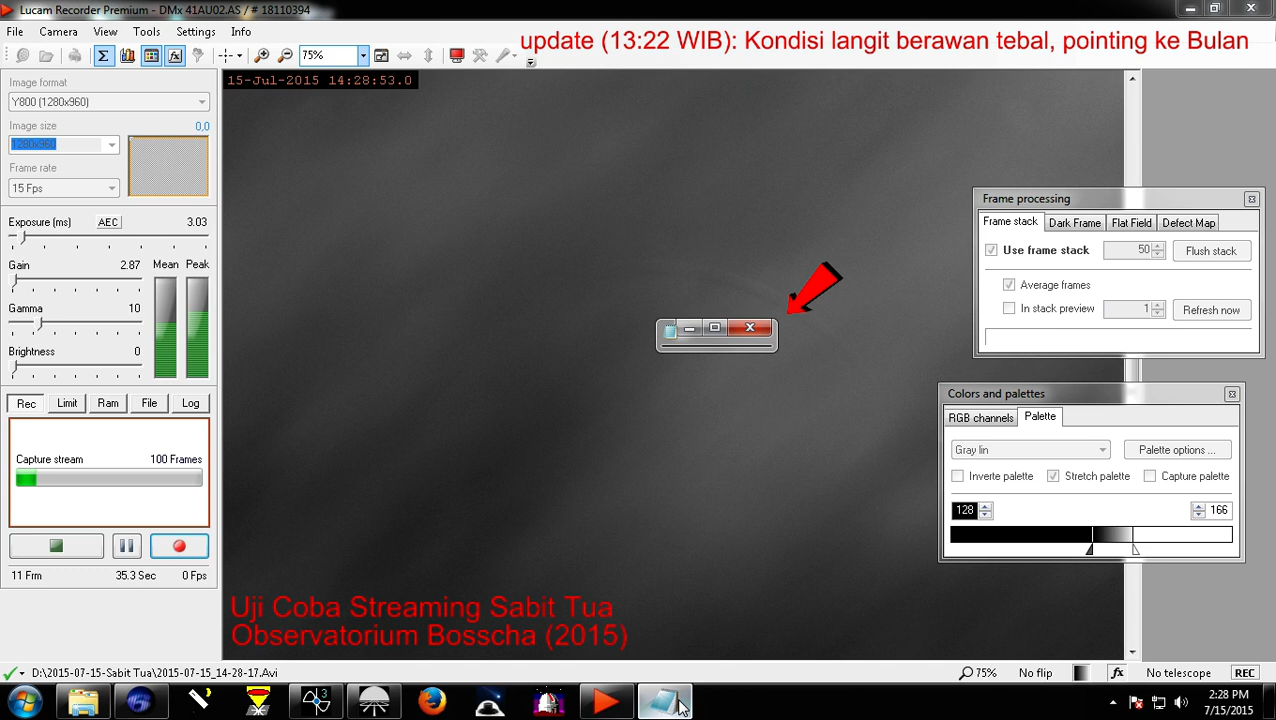 Lucam Recorder Premium - DMx 41AU02.AS / # 18110394
File Camera View Tools Settings Info
75%
update (13:22 WIB): Kondisi langit berawan tebal, pointing ke Bulan
15-Jul-2015 14:28:53.0
Image format
Y800 (1280x960)
Image size 0,0
1280x960
Frame rate
15 Fps
Exposure (ms) AEC 3.03
Gain 2.87 Mean Peak
Gamma 10
Brightness 0
Rec Limit Ram File Log
Capture stream 100 Frames
11 Frm 35.3 Sec 0 Fps
Frame processing
Frame stack Dark Frame Flat Field Defect Map
Use frame stack 50 Flush stack
Average frames
In stack preview 1 Refresh now
Colors and palettes
RGB channels Palette
Gray lin Palette options ...
Inverte palette Stretch palette Capture palette
128 166
Uji Coba Streaming Sabit Tua
Observatorium Bosscha (2015)
D:\2015-07-15-Sabit Tua\2015-07-15_14-28-17.Avi 75% No flip fx No telescope REC
2:28 PM
7/15/2015